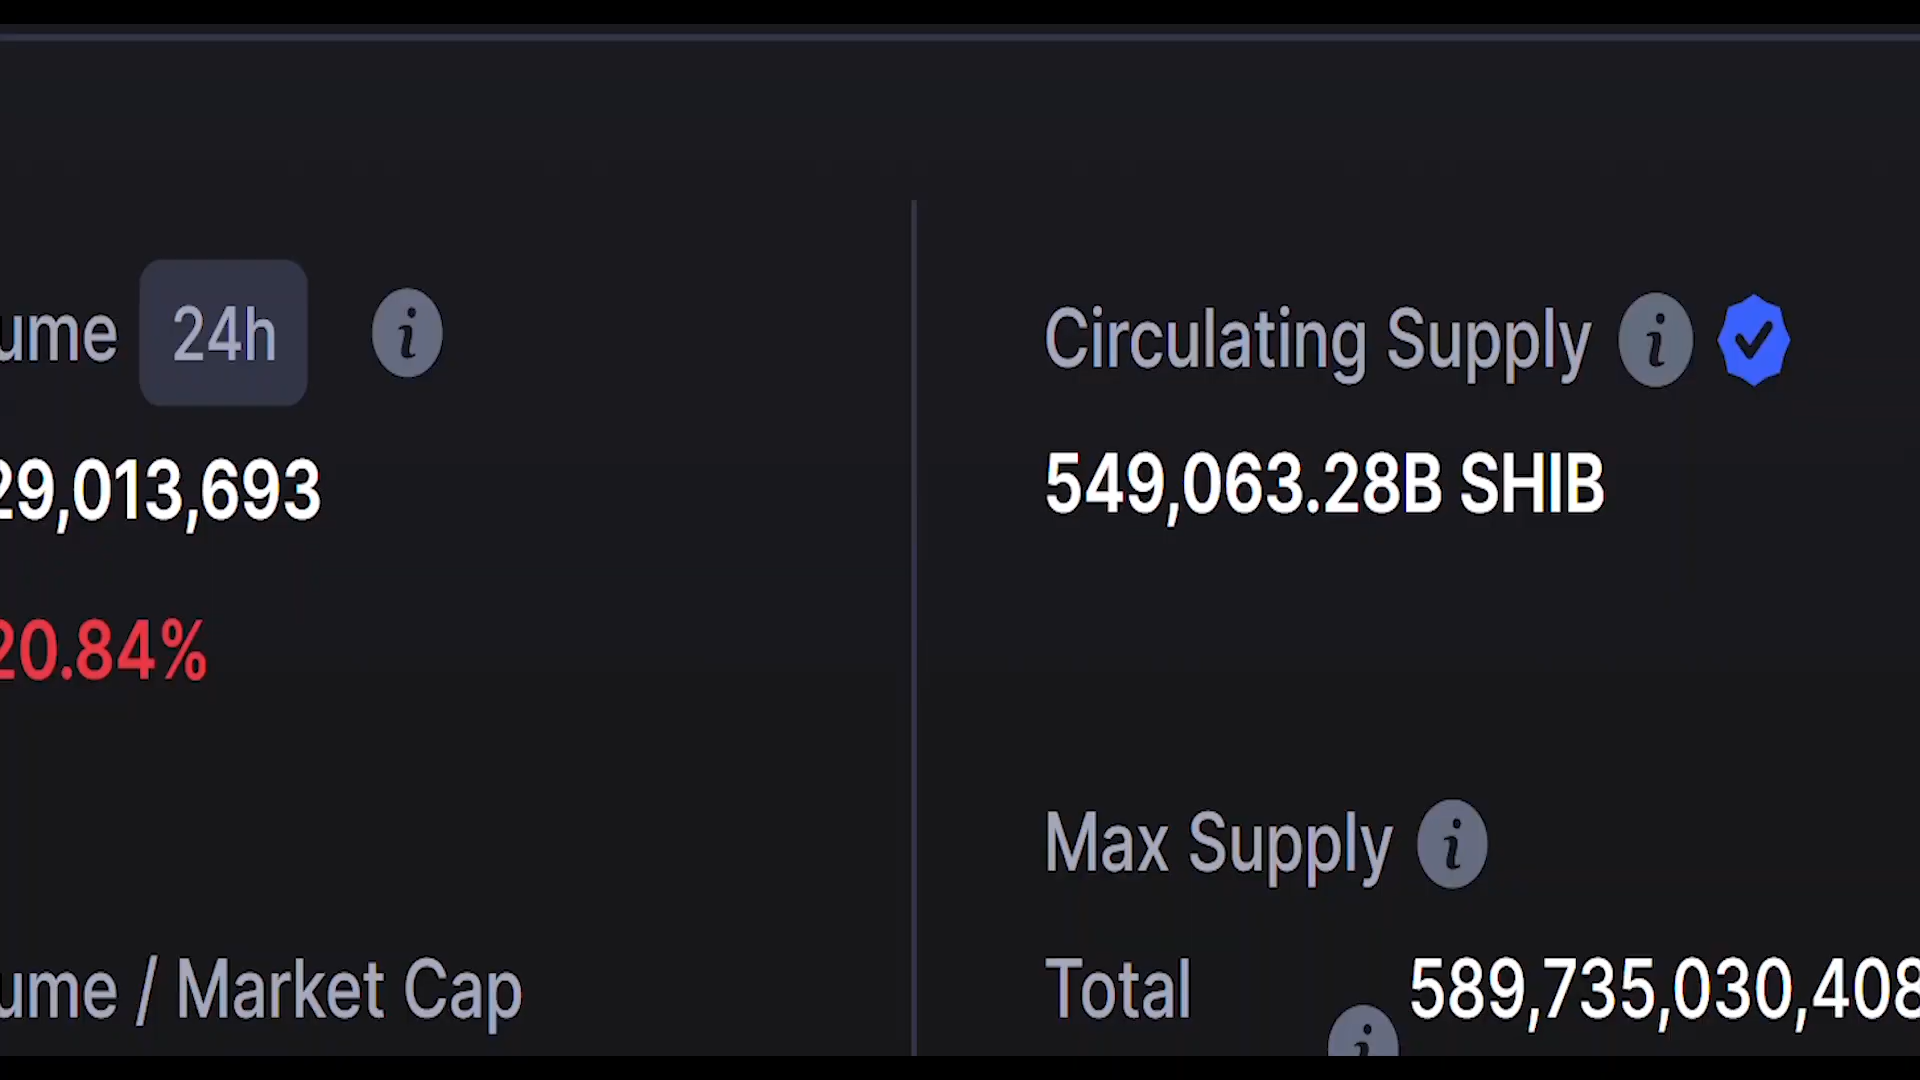 ume 24h
29,013,693
20.84%
ume / Market Cap
Circulating Supply
549,063.28B SHIB
Max Supply
Total 589,735,030,408